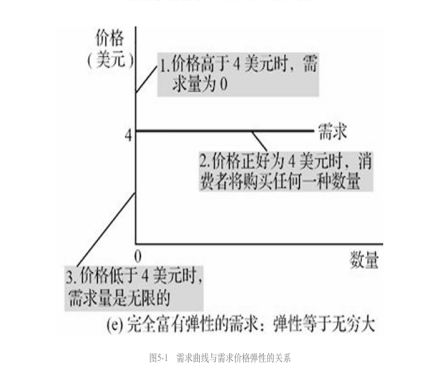 价格
(美元)
1.价格高于 4 美元时，需
求量为 0
4
需求
2.价格正好为 4 美元时，消
费者将购买任何一种数量
0
数量
3.价格低于 4 美元时，
需求量是无限的
(e) 完全富有弹性的需求：弹性等于无穷大
图5-1 需求曲线与需求价格弹性的关系